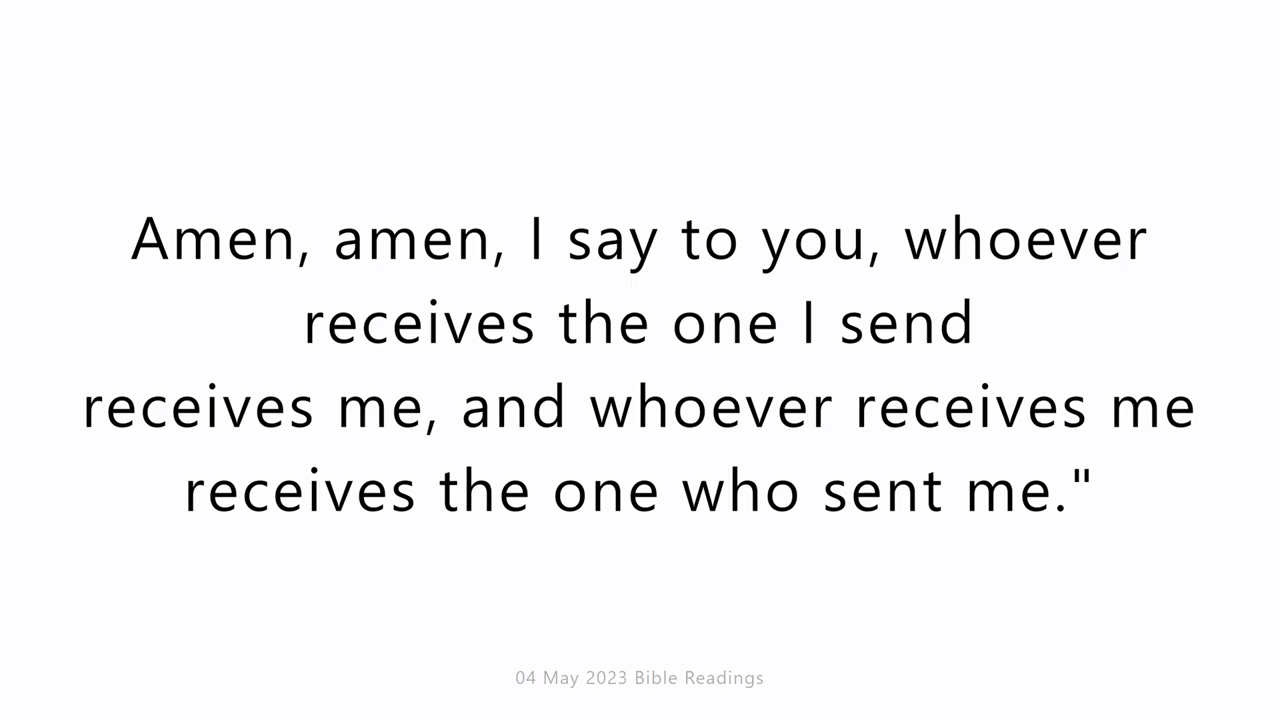 Amen, amen, I say to you, whoever
receives the one I send
receives me, and whoever receives me
receives the one who sent me."
04 May 2023 Bible Readings